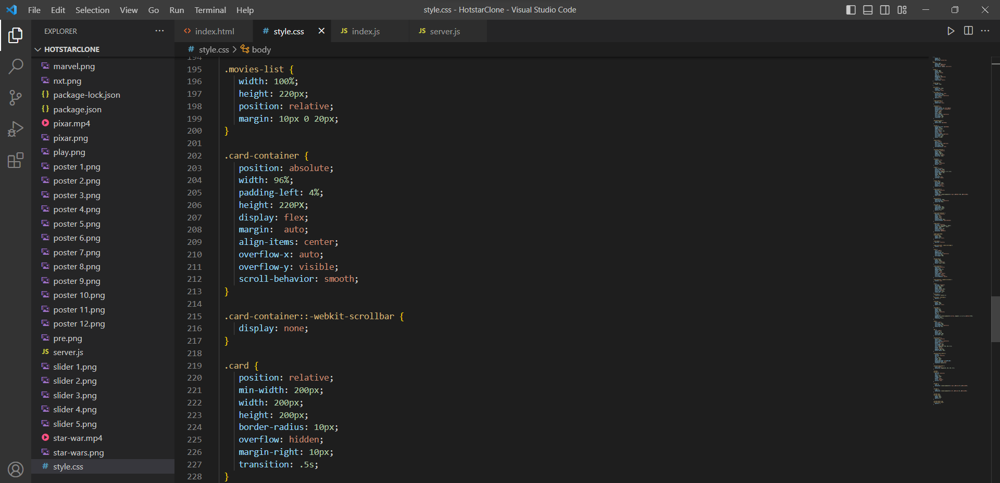 File Edit Selection View Go Run Terminal Help
style.css - HotstarClone - Visual Studio Code
EXPLORER
HOTSTARCLONE
marvel.png
nxt.png
{} package-lock.json
{} package.json
pixar.mp4
pixar.png
play.png
poster 1.png
poster 2.png
poster 3.png
poster 4.png
poster 5.png
poster 6.png
poster 7.png
poster 8.png
poster 9.png
poster 10.png
poster 11.png
poster 12.png
pre.png
JS server.js
slider 1.png
slider 2.png
slider 3.png
slider 4.png
slider 5.png
star-war.mp4
star-wars.png
# style.css
<> index.html
# style.css
JS index.js
JS server.js
# style.css > body
194
195 .movies-list {
196 width: 100%;
197 height: 220px;
198 position: relative;
199 margin: 10px 0 20px;
200 }
201
202 .card-container {
203 position: absolute;
204 width: 96%;
205 padding-left: 4%;
206 height: 220PX;
207 display: flex;
208 margin:  auto;
209 align-items: center;
210 overflow-x: auto;
211 overflow-y: visible;
212 scroll-behavior: smooth;
213 }
214
215 .card-container::-webkit-scrollbar {
216 display: none;
217 }
218
219 .card {
220 position: relative;
221 min-width: 200px;
222 width: 200px;
223 height: 200px;
224 border-radius: 10px;
225 overflow: hidden;
226 margin-right: 10px;
227 transition: .5s;
228 }